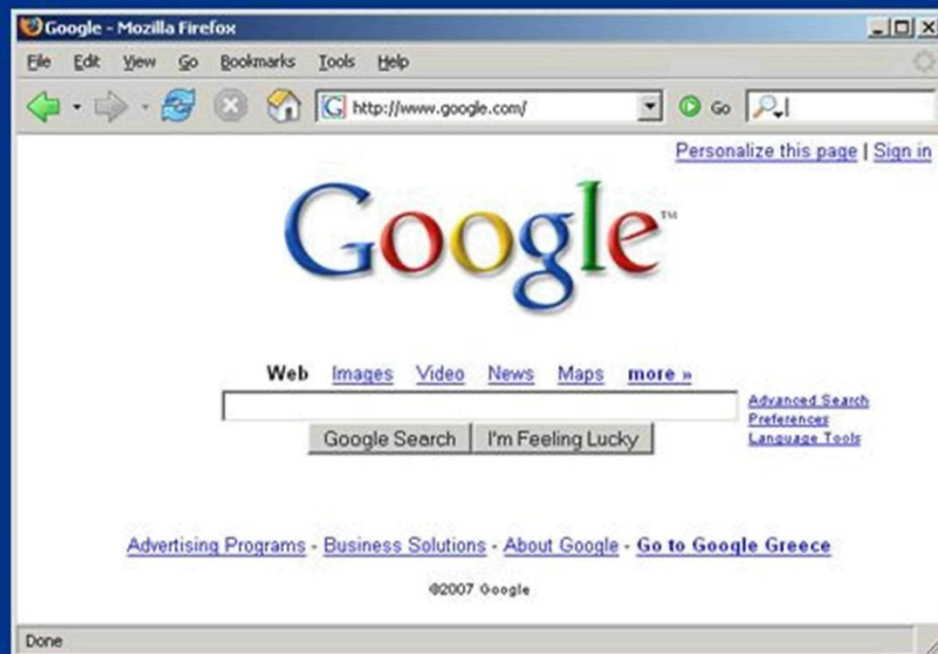 Google - Mozilla Firefox
File Edit View Go Bookmarks Tools Help
http://www.google.com/ Go
Personalize this page | Sign in
Google™
Web Images Video News Maps more »
Advanced Search
Preferences
Language Tools
Google Search I'm Feeling Lucky
Advertising Programs - Business Solutions - About Google - Go to Google Greece
©2007 Google
Done